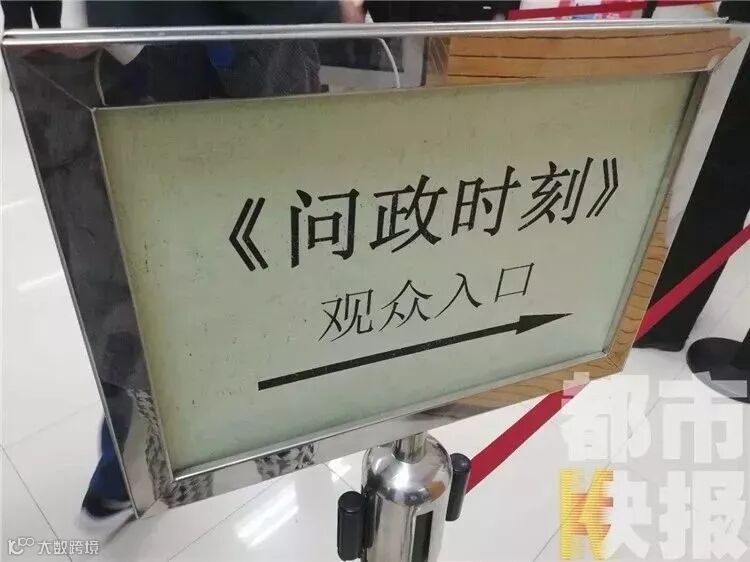 《问政时刻》
观众入口
都市
快报
大数跨境